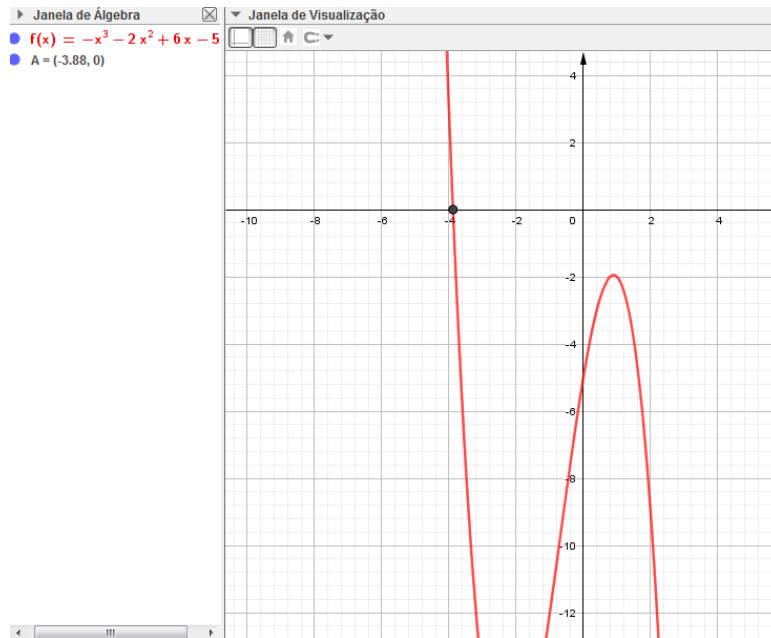 Janela de Álgebra
f(x) = −x³ − 2 x² + 6 x − 5
A = (-3.88, 0)
Janela de Visualização
4
2
-10 -8 -6 -4 -2 0 2 4
-2
-4
-6
-8
-10
-12